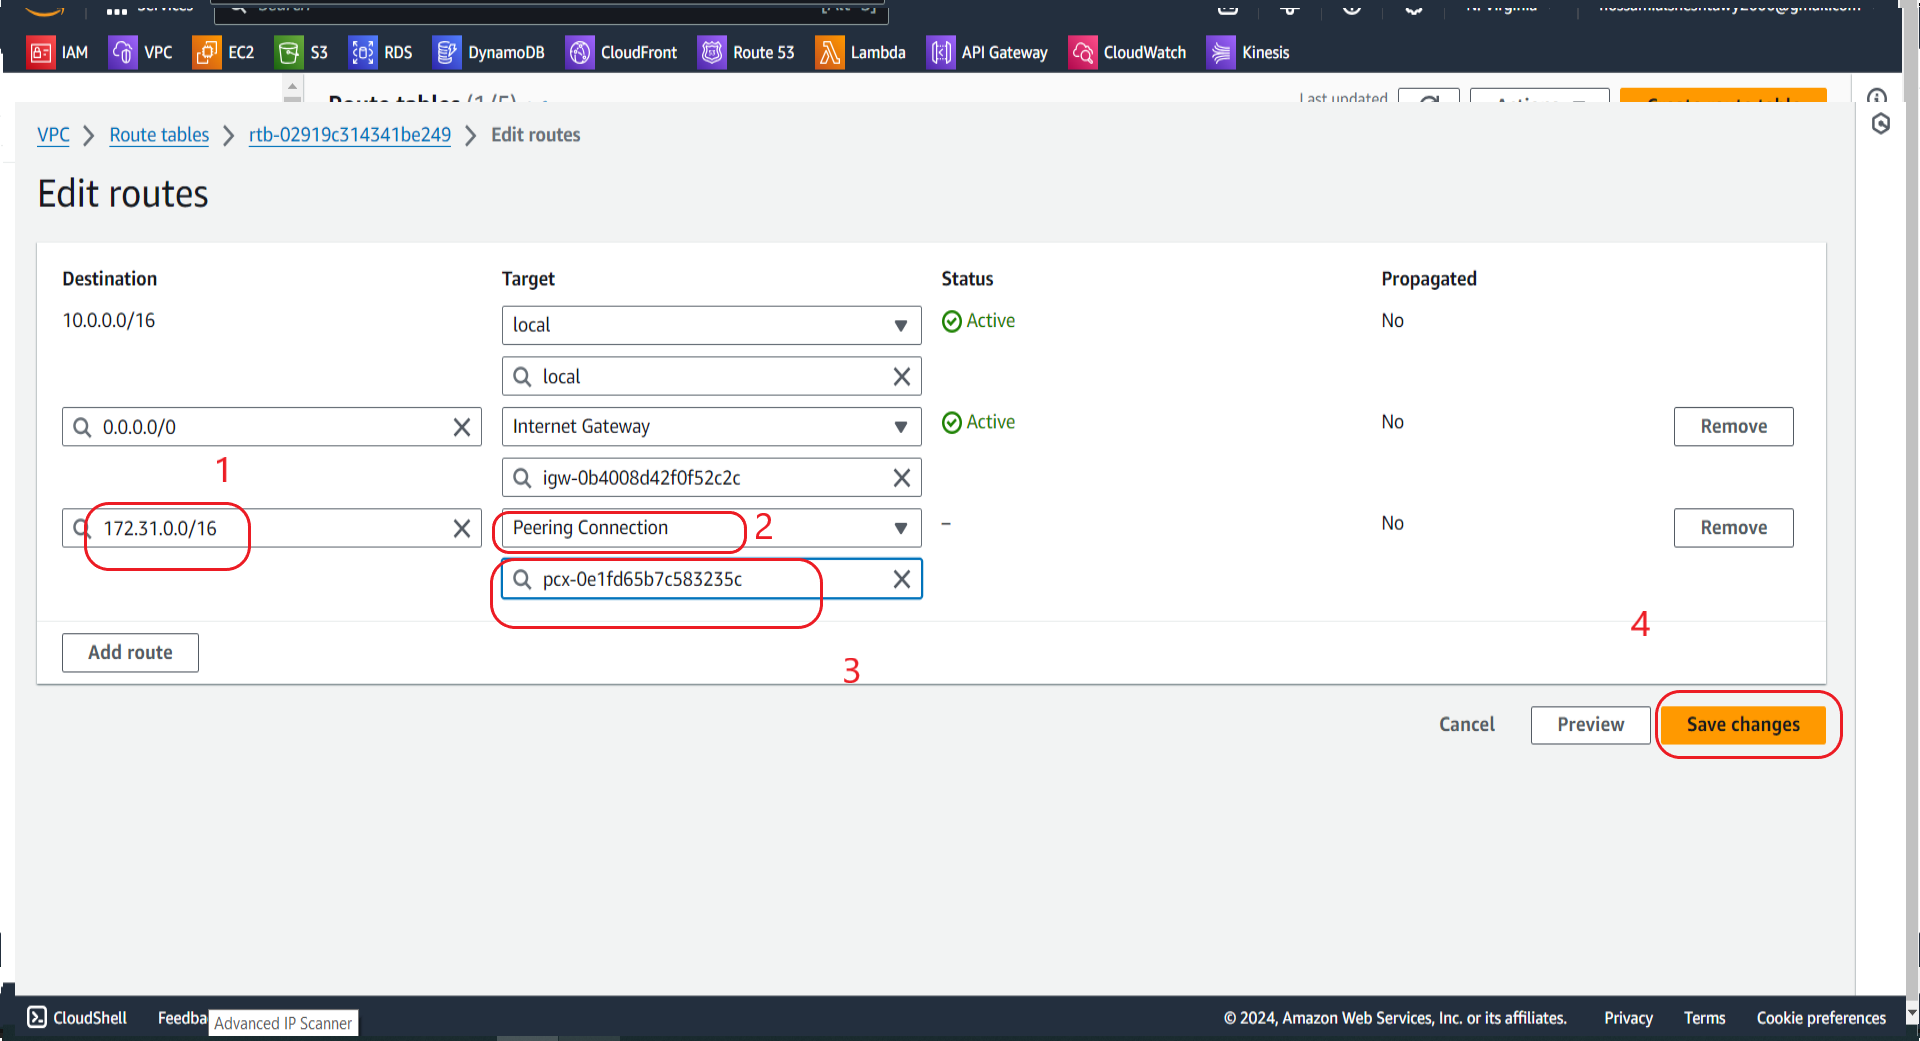 IAM VPC EC2 S3 RDS DynamoDB CloudFront Route 53 Lambda API Gateway CloudWatch Kinesis
Last updated
VPC Route tables rtb-02919c314341be249 Edit routes
Edit routes
Destination Target Status Propagated
10.0.0.0/16 local Active No
local
0.0.0.0/0 Internet Gateway Active No Remove
1 igw-0b4008d42f0f52c2c
172.31.0.0/16 Peering Connection 2 – No Remove
pcx-0e1fd65b7c583235c
4
Add route
3
Cancel Preview Save changes
CloudShell Advanced IP Scanner © 2024, Amazon Web Services, Inc. or its affiliates. Privacy Terms Cookie preferences